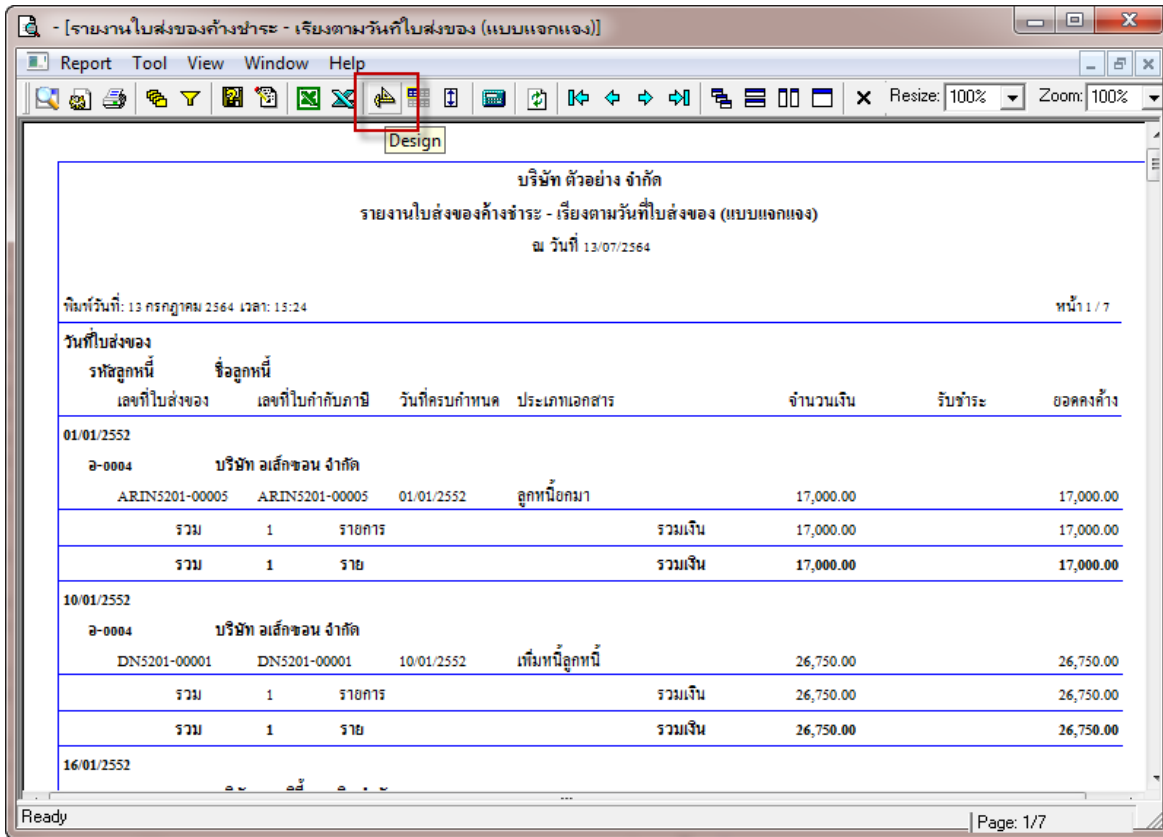 - [รายงานใบส่งของค้างชำระ - เรียงตามวันที่ใบส่งของ (แบบแจกแจง)]
Report Tool View Window Help
Resize: 100% Zoom: 100%
Design
บริษัท ตัวอย่าง จำกัด
รายงานใบส่งของค้างชำระ - เรียงตามวันที่ใบส่งของ (แบบแจกแจง)
ณ วันที่ 13/07/2564
พิมพ์วันที่: 13 กรกฎาคม 2564 เวลา: 15:24 หน้า 1 / 7
วันที่ใบส่งของ
รหัสลูกหนี้ ชื่อลูกหนี้
เลขที่ใบส่งของ เลขที่ใบกำกับภาษี วันที่ครบกำหนด ประเภทเอกสาร จำนวนเงิน รับชำระ ยอดคงค้าง
01/01/2552
อ-0004 บริษัท อเส็กซอน จำกัด
ARIN5201-00005 ARIN5201-00005 01/01/2552 ลูกหนี้ยกมา 17,000.00 17,000.00
รวม 1 รายการ รวมเงิน 17,000.00 17,000.00
รวม 1 ราย รวมเงิน 17,000.00 17,000.00
10/01/2552
อ-0004 บริษัท อเส็กซอน จำกัด
DN5201-00001 DN5201-00001 10/01/2552 เพิ่มหนี้ลูกหนี้ 26,750.00 26,750.00
รวม 1 รายการ รวมเงิน 26,750.00 26,750.00
รวม 1 ราย รวมเงิน 26,750.00 26,750.00
16/01/2552
Ready Page: 1/7